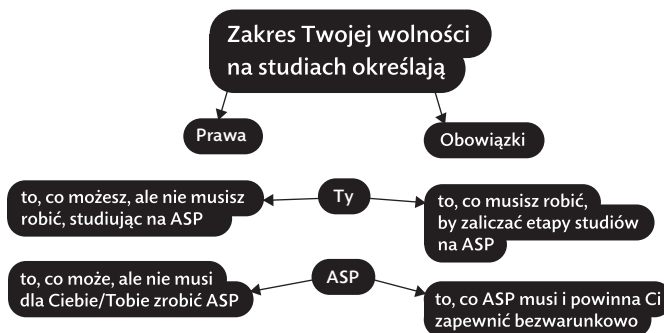 Zakres Twojej wolności
na studiach określają
Prawa
Obowiązki
to, co możesz, ale nie musisz
robić, studiując na ASP
Ty
to, co musisz robić,
by zaliczać etapy studiów
na ASP
to, co może, ale nie musi
dla Ciebie/Tobie zrobić ASP
ASP
to, co ASP musi i powinna Ci
zapewnić bezwarunkowo